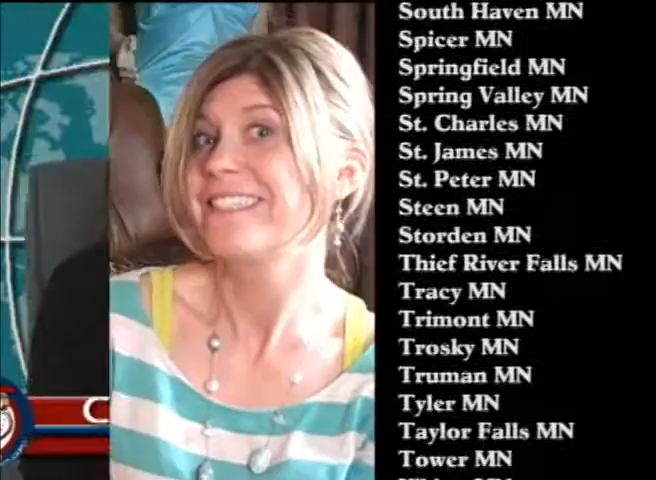 South Haven MN
Spicer MN
Springfield MN
Spring Valley MN
St. Charles MN
St. James MN
St. Peter MN
Steen MN
Storden MN
Thief River Falls MN
Tracy MN
Trimont MN
Trosky MN
Truman MN
Tyler MN
Taylor Falls MN
Tower MN
C